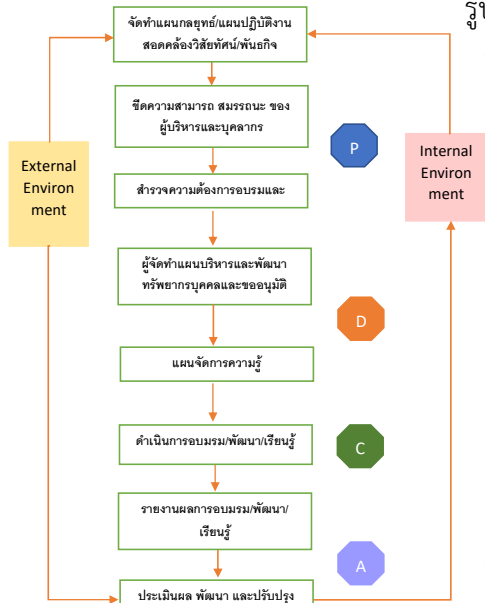 รูป
จัดทำแผนกลยุทธ์/แผนปฏิบัติงาน
สอดคล้องวิสัยทัศน์/พันธกิจ
ขีดความสามารถ สมรรถนะ ของ
ผู้บริหารและบุคลากร
P
External
Environ
ment
Internal
Environ
ment
สำรวจความต้องการอบรมและ
ผู้จัดทำแผนบริหารและพัฒนา
ทรัพยากรบุคคลและขออนุมัติ
D
แผนจัดการความรู้
ดำเนินการอบมรม/พัฒนา/เรียนรู้
C
รายงานผลการอบมรม/พัฒนา/
เรียนรู้
A
ประเมินผล พัฒนา และปรับปรุง